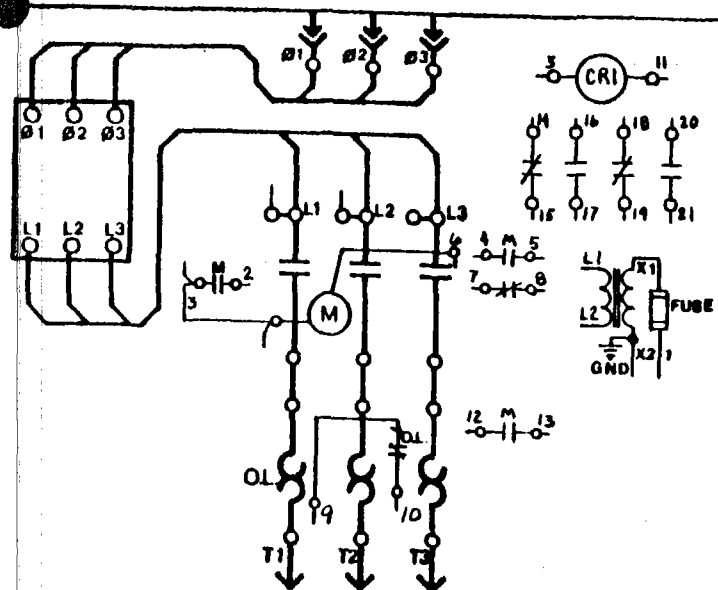 Ø1 Ø2 Ø3
3 CR1 11
Ø1 Ø2 Ø3
14 16 18 20
15 17 19 21
L1 L2 L3
L1 L2 L3
6 4 M 5
M 2
3
7 8
M
L1 X1
L2 FUSE
X2 1
GND
12 M 13
O.L.
O.L.
9 10
T1 T2 T3